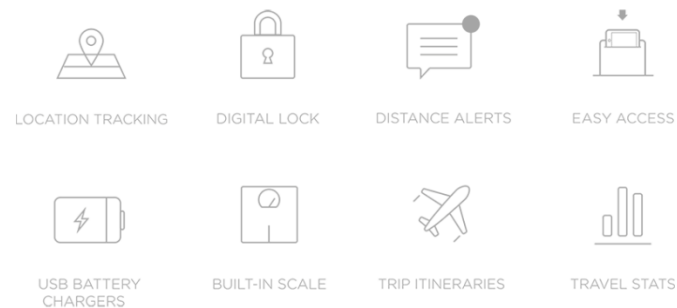 LOCATION TRACKING
DIGITAL LOCK
DISTANCE ALERTS
EASY ACCESS
USB BATTERY
CHARGERS
BUILT-IN SCALE
TRIP ITINERARIES
TRAVEL STATS